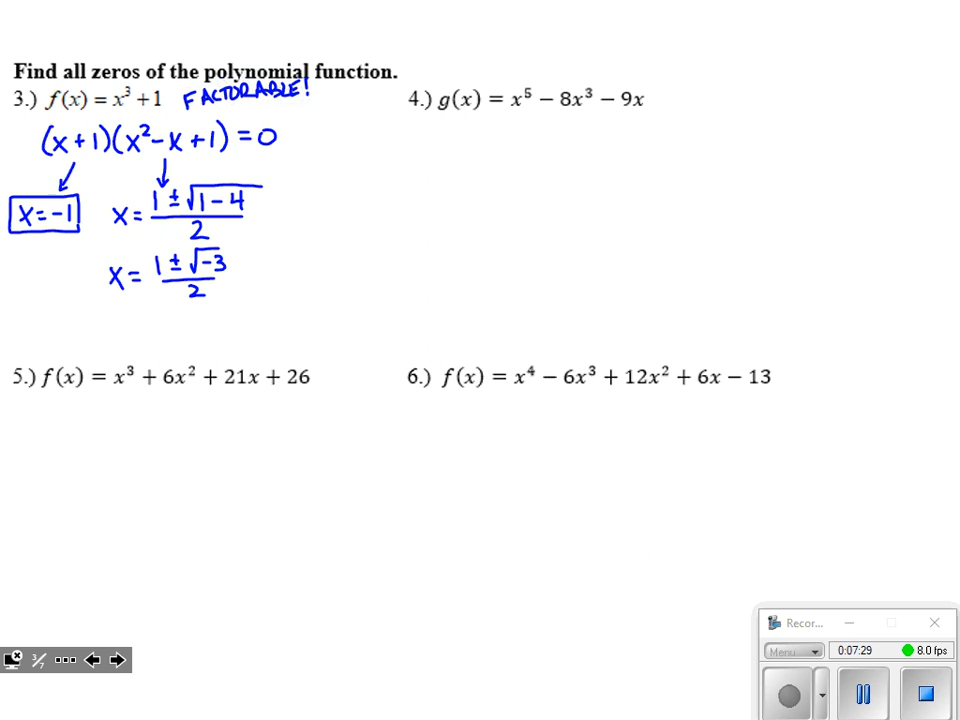 Find all zeros of the polynomial function.
3.) f(x) = x³ + 1 FACTORABLE!
(x + 1)(x² − x + 1) = 0
x = −1
x = (1 ± √(1 − 4))/2
x = (1 ± √−3)/2
4.) g(x) = x⁵ − 8x³ − 9x
5.) f(x) = x³ + 6x² + 21x + 26
6.) f(x) = x⁴ − 6x³ + 12x² + 6x − 13
Recor...
Menu 0:07:29 8.0 fps
3/7